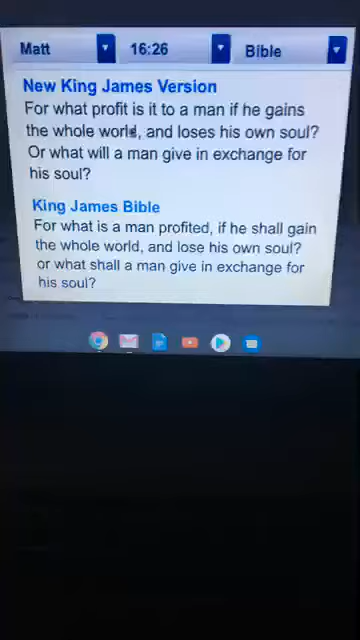 Matt 16:26 Bible
New King James Version
For what profit is it to a man if he gains
the whole world, and loses his own soul?
Or what will a man give in exchange for
his soul?
King James Bible
For what is a man profited, if he shall gain
the whole world, and lose his own soul?
or what shall a man give in exchange for
his soul?